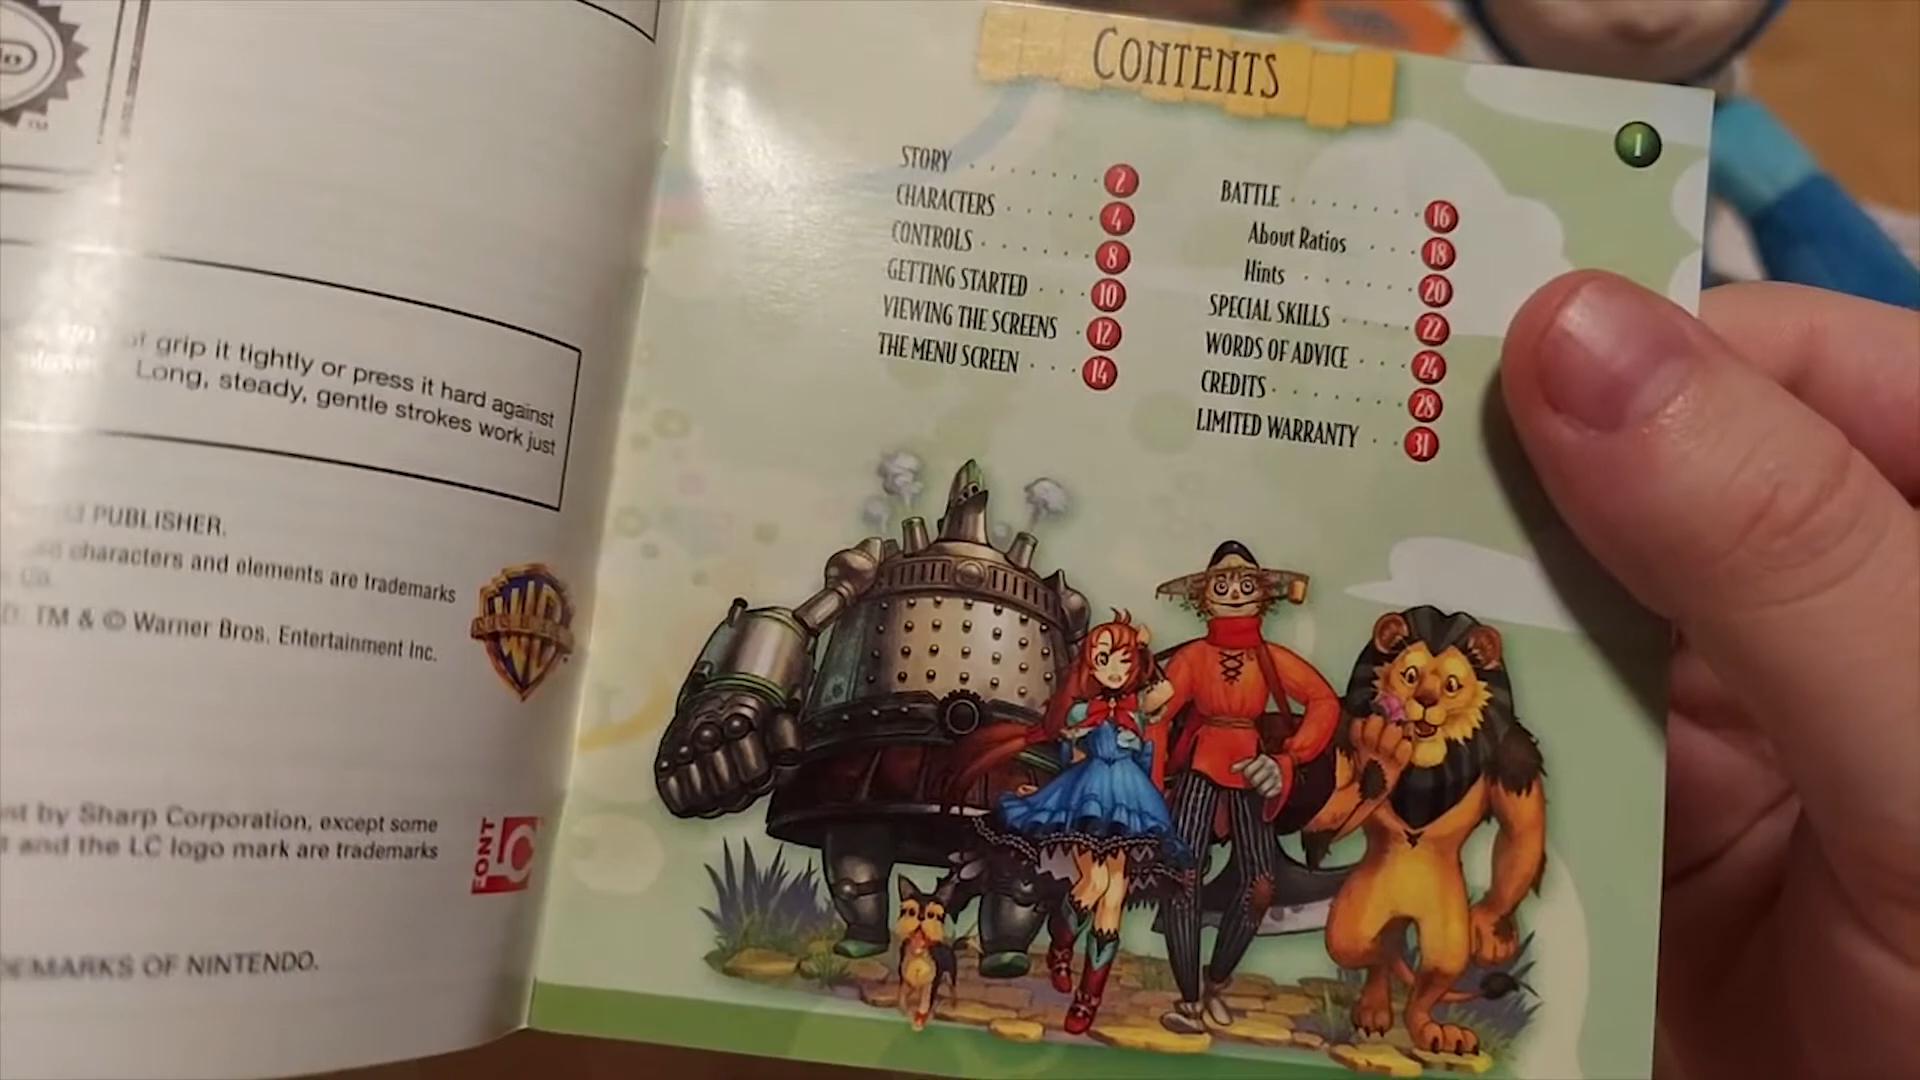 TM
grip it tightly or press it hard against
Long, steady, gentle strokes work just
PUBLISHER.
characters and elements are trademarks
TM & © Warner Bros. Entertainment Inc.
WB
by Sharp Corporation, except some
and the LC logo mark are trademarks
LC FONT
OF NINTENDO.
CONTENTS
1
STORY 2
CHARACTERS 4
CONTROLS 8
GETTING STARTED 10
VIEWING THE SCREENS 12
THE MENU SCREEN 14
BATTLE 16
About Ratios 18
Hints 20
SPECIAL SKILLS 22
WORDS OF ADVICE 24
CREDITS 28
LIMITED WARRANTY 31